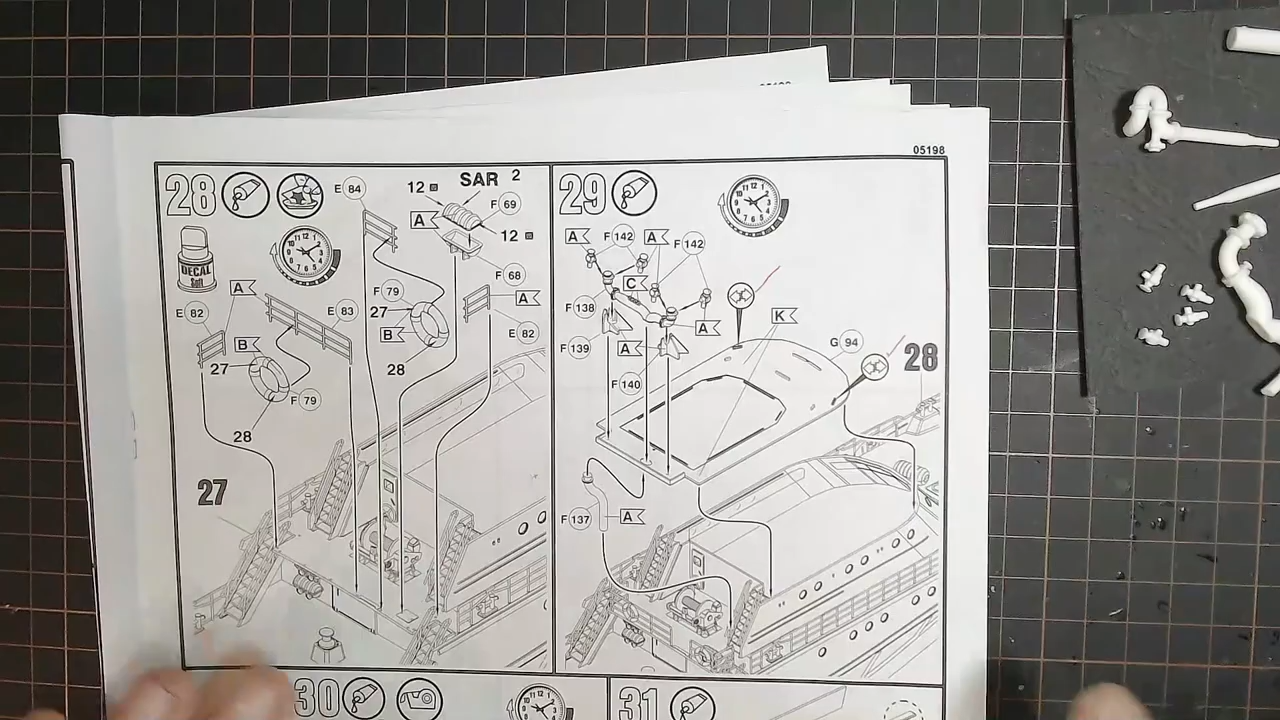 05198
28
E 84
12
SAR 2
F 69
A
12
DECAL
Soft
F 68
A
E 82
E 83
F 79
27
A
B
B
E 82
27
28
F 79
28
27
29
A
F 142
A
F 142
C
F 138
K
A
F 139
A
G 94
28
F 140
F 137
A
30
31